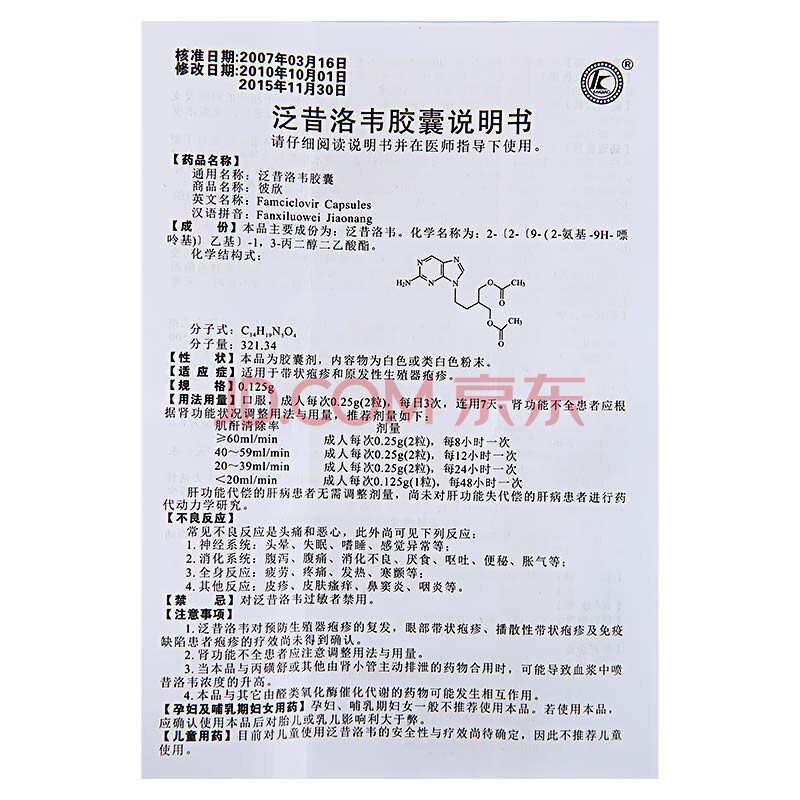 核准日期:2007年03月16日
修改日期:2010年10月01日
2015年11月30日
®
泛昔洛韦胶囊说明书
请仔细阅读说明书并在医师指导下使用。
【药品名称】
通用名称：泛昔洛韦胶囊
商品名称：彼欣
英文名称：Famciclovir Capsules
汉语拼音：Fanxiluowei Jiaonang
【成　份】本品主要成份为：泛昔洛韦。化学名称为：2-〔2-〔9-(2-氨基-9H-嘌
呤基)〕乙基〕-1，3-丙二醇二乙酸酯。
化学结构式：
N
N
N
N
H₂N
O
CH₃
O
O
CH₃
O
分子式：C₁₄H₁₉N₅O₄
分子量：321.34
【性　状】本品为胶囊剂，内容物为白色或类白色粉末。
【适 应 症】适用于带状疱疹和原发性生殖器疱疹。
【规　格】0.125g
JD.COM 京东
【用法用量】口服，成人每次0.25g(2粒)，每日3次，连用7天。肾功能不全患者应根
据肾功能状况调整用法与用量，推荐剂量如下：
肌酐消除率　剂量
≥60ml/min　成人每次0.25g(2粒)，每8小时一次
40～59ml/min　成人每次0.25g(2粒)，每12小时一次
20～39ml/min　成人每次0.25g(2粒)，每24小时一次
<20ml/min　成人每次0.125g(1粒)，每48小时一次
肝功能代偿的肝病患者无需调整剂量，尚未对肝功能失代偿的肝病患者进行药
代动力学研究。
【不良反应】
常见不良反应是头痛和恶心，此外尚可见下列反应：
1.神经系统：头晕、失眠、嗜睡、感觉异常等；
2.消化系统：腹泻、腹痛、消化不良、厌食、呕吐、便秘、胀气等；
3.全身反应：疲劳、疼痛、发热、寒颤等；
4.其他反应：皮疹、皮肤瘙痒、鼻窦炎、咽炎等。
【禁　忌】对泛昔洛韦过敏者禁用。
【注意事项】
1.泛昔洛韦对预防生殖器疱疹的复发，眼部带状疱疹、播散性带状疱疹及免疫
缺陷患者疱疹的疗效尚未得到确认。
2.肾功能不全患者应注意调整用法与用量。
3.当本品与丙磺舒或其他由肾小管主动排泄的药物合用时，可能导致血浆中喷
昔洛韦浓度的升高。
4.本品与其它由醛类氧化酶催化代谢的药物可能发生相互作用。
【孕妇及哺乳期妇女用药】孕妇、哺乳期妇女一般不推荐使用本品。若使用本品，
应确认使用本品后对胎儿或乳儿影响利大于弊。
【儿童用药】目前对儿童使用泛昔洛韦的安全性与疗效尚待确定，因此不推荐儿童
使用。